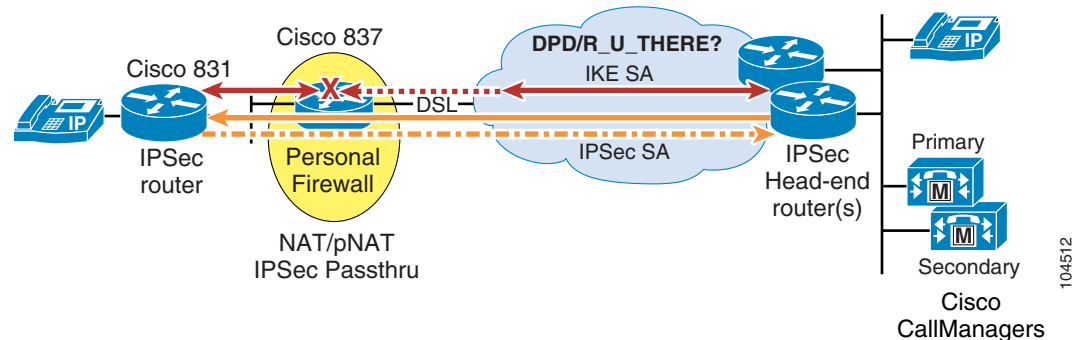 Cisco 837
DPD/R_U_THERE?
IP
Cisco 831
IKE SA
X
DSL
IP
IPSec SA
IPSec
router
Personal
Firewall
IPSec
Head-end
router(s)
Primary
M
NAT/pNAT
IPSec Passthru
M
Secondary
Cisco
CallManagers
104512